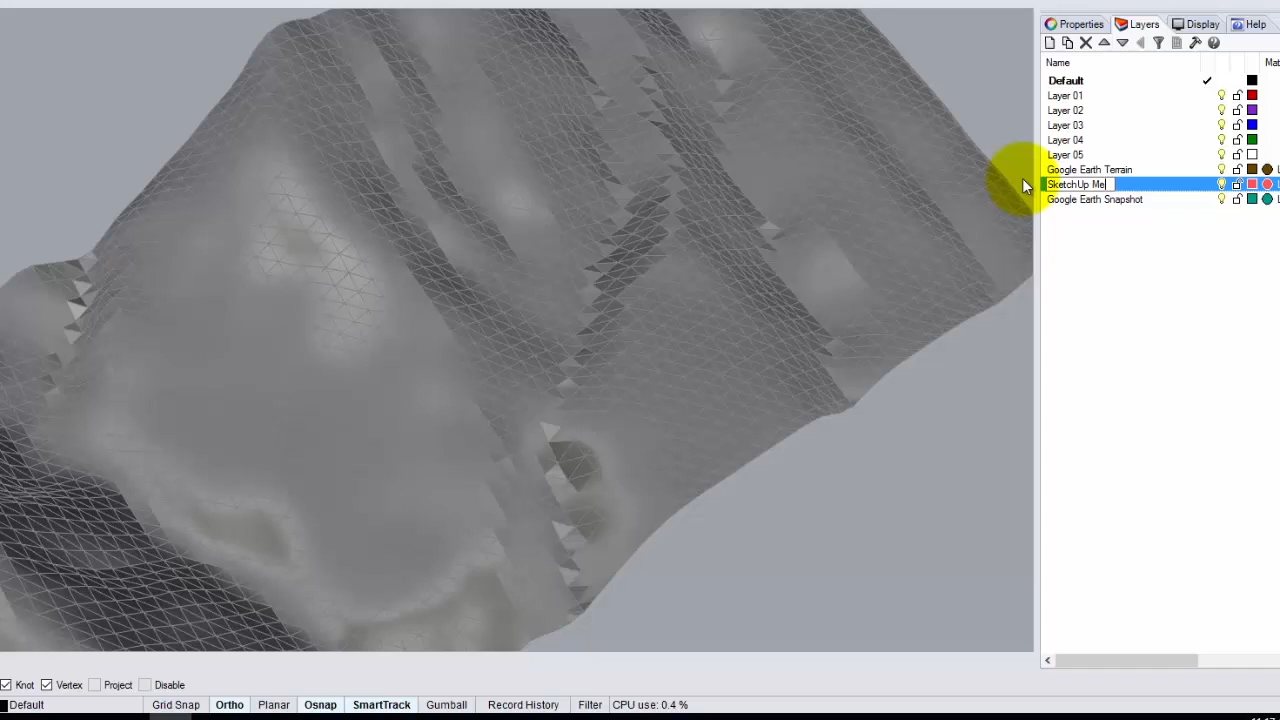 Properties Layers Display Help
Name Mat
Default
Layer 01
Layer 02
Layer 03
Layer 04
Layer 05
Google Earth Terrain L
SketchUp Me
Google Earth Snapshot L
Knot Vertex Project Disable
Default Grid Snap Ortho Planar Osnap SmartTrack Gumball Record History Filter CPU use: 0.4 %